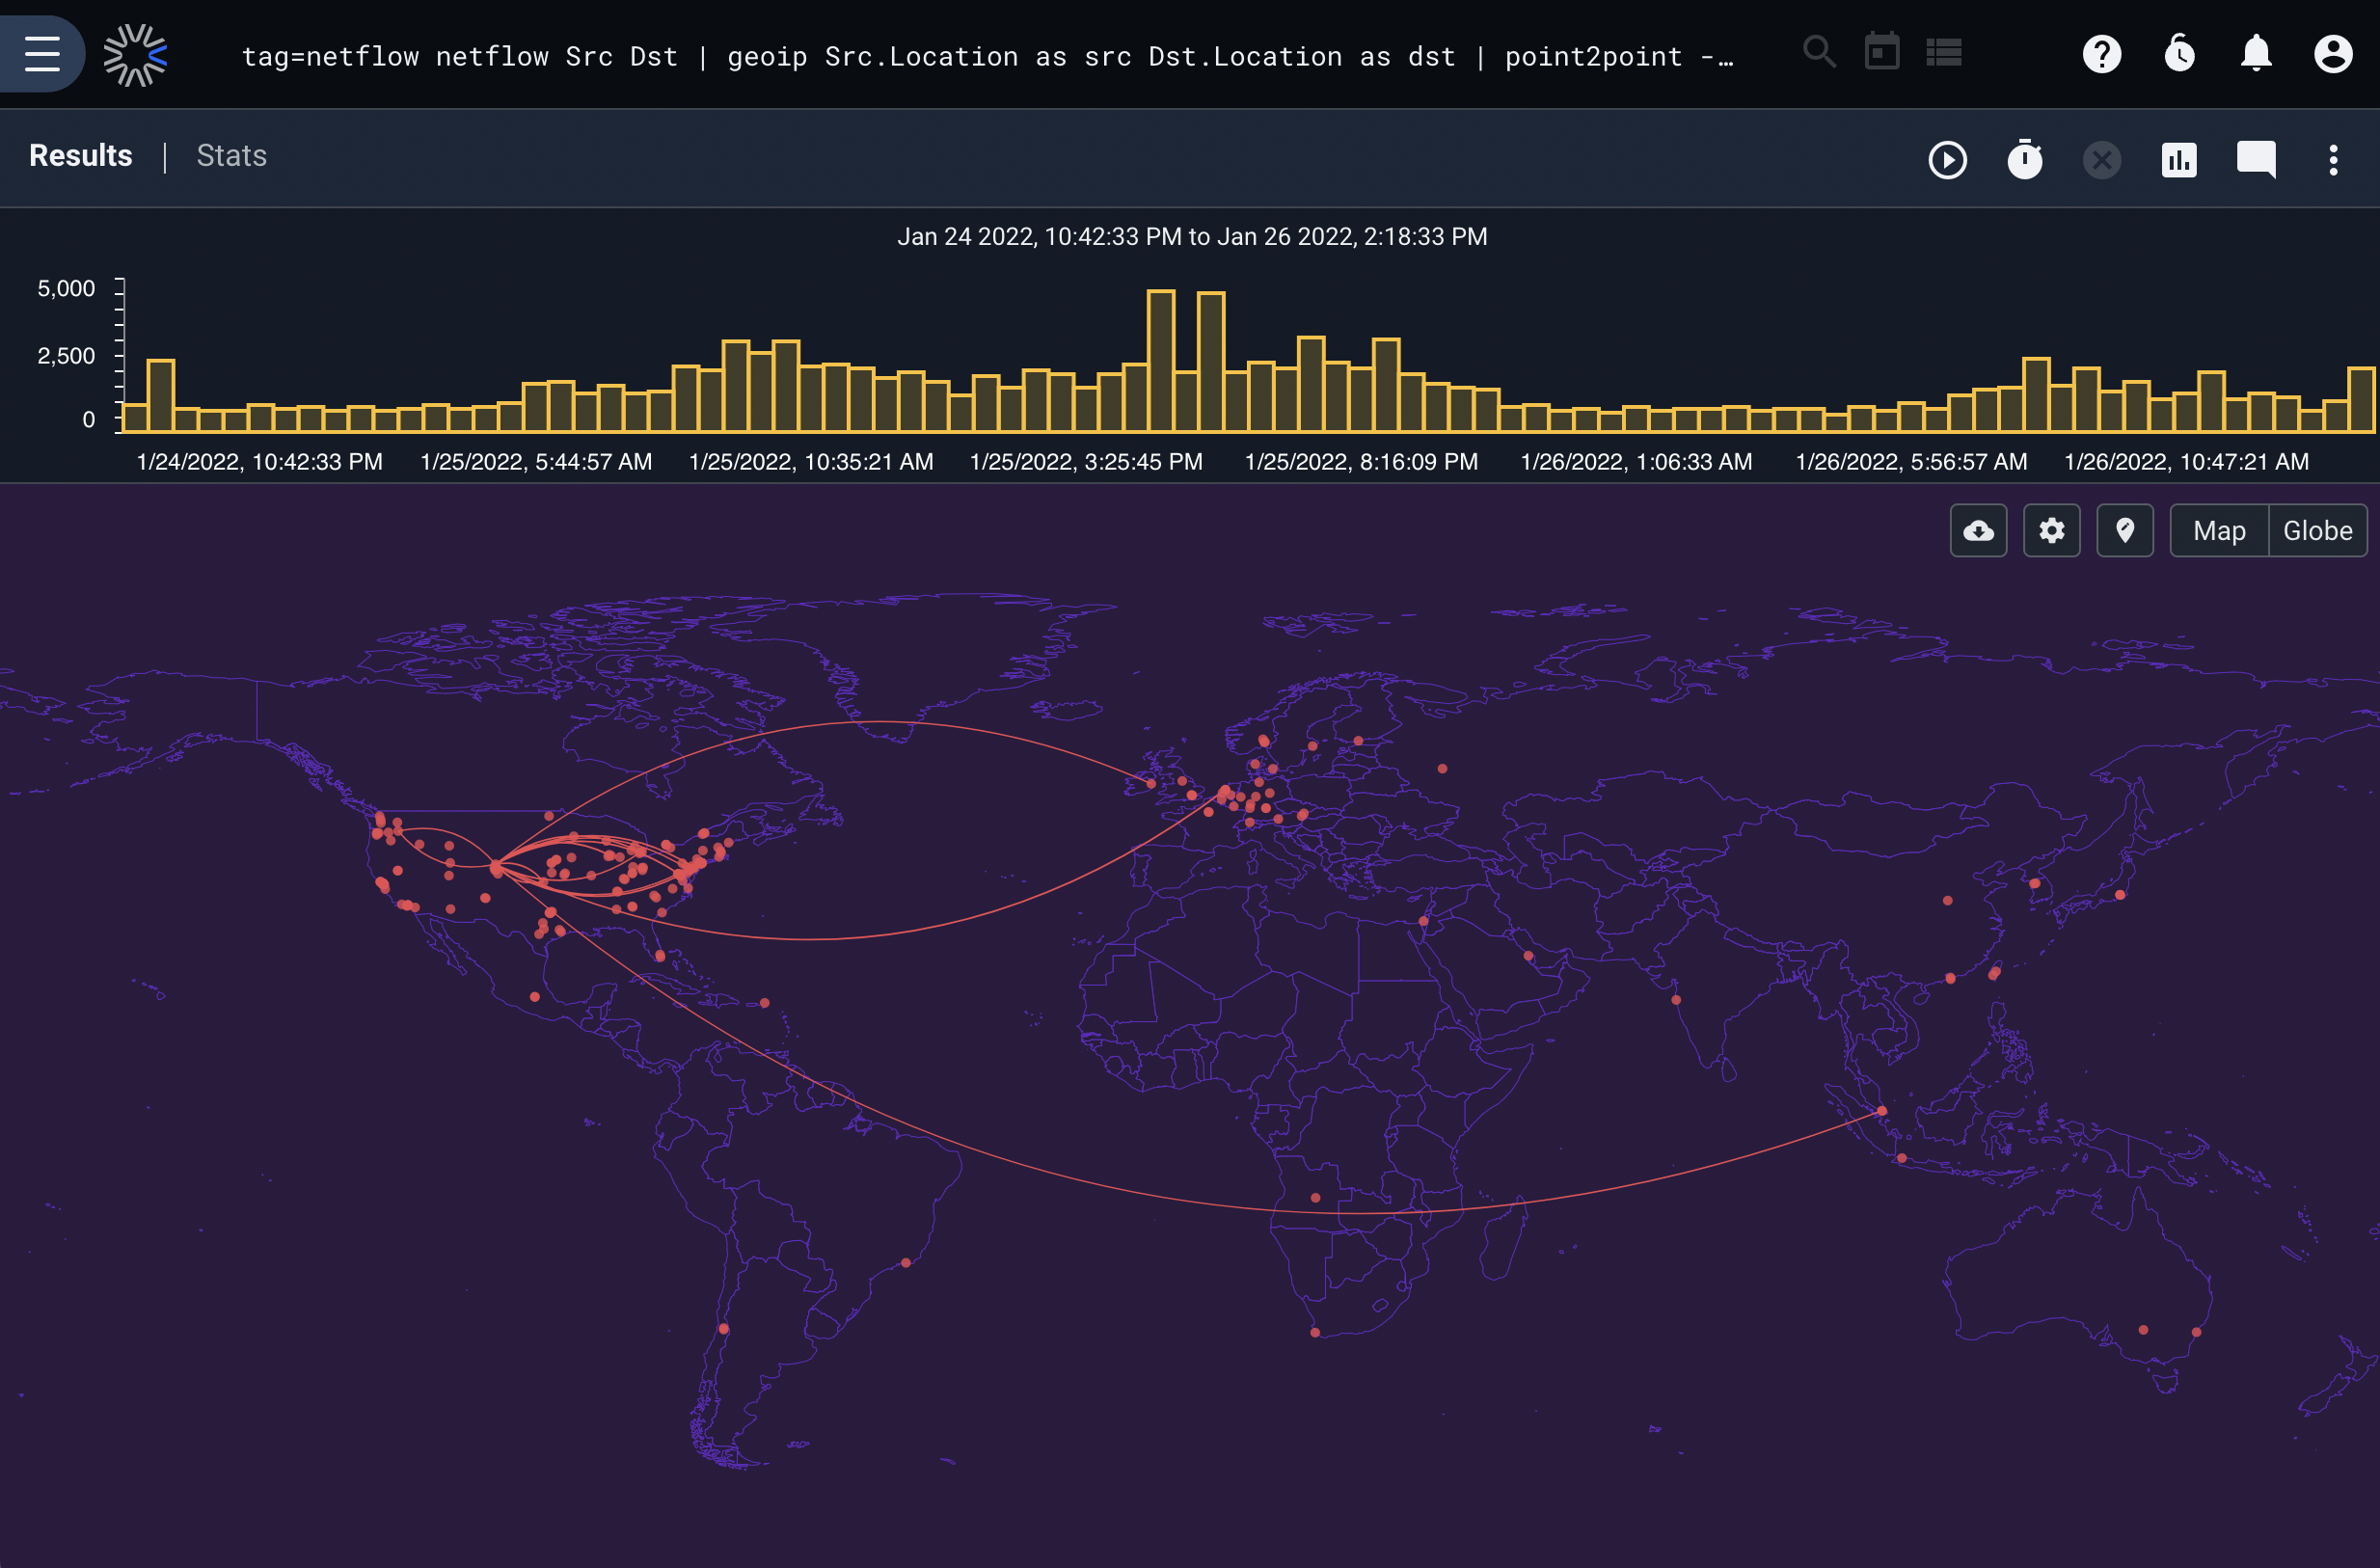 tag=netflow netflow Src Dst | geoip Src.Location as src Dst.Location as dst | point2point -…
Results | Stats
Jan 24 2022, 10:42:33 PM to Jan 26 2022, 2:18:33 PM
5,000
2,500
0
1/24/2022, 10:42:33 PM 1/25/2022, 5:44:57 AM 1/25/2022, 10:35:21 AM 1/25/2022, 3:25:45 PM 1/25/2022, 8:16:09 PM 1/26/2022, 1:06:33 AM 1/26/2022, 5:56:57 AM 1/26/2022, 10:47:21 AM
Map Globe